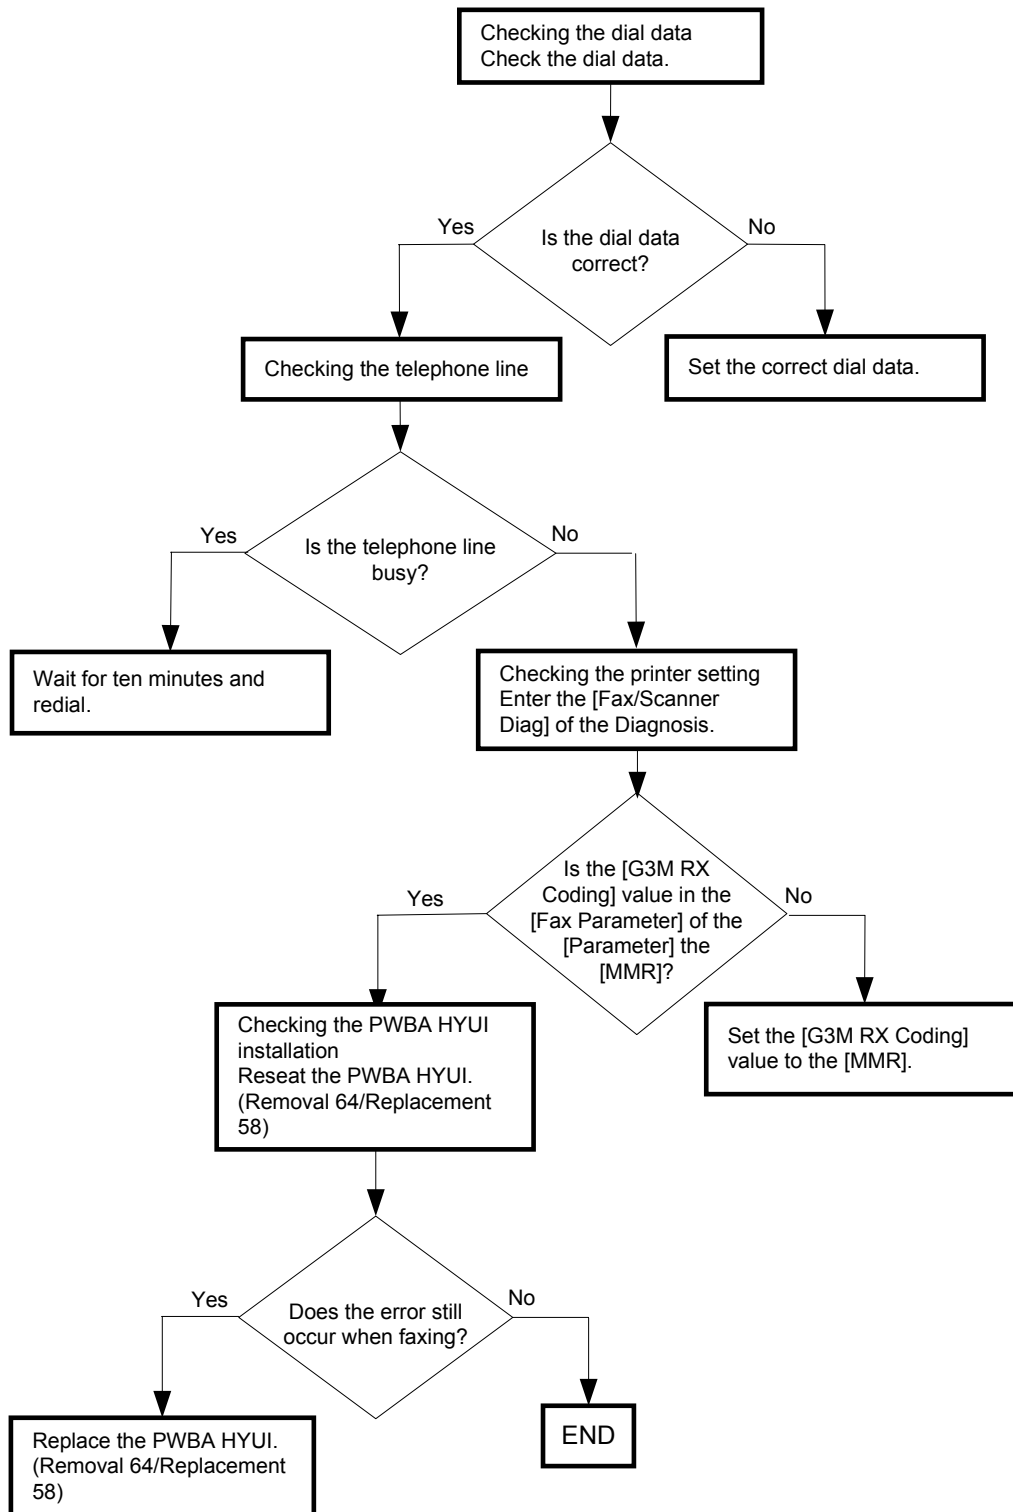 Checking the dial data
Check the dial data.
Yes
No
Is the dial data
correct?
Checking the telephone line
Set the correct dial data.
Yes
No
Is the telephone line
busy?
Wait for ten minutes and
redial.
Checking the printer setting
Enter the [Fax/Scanner
Diag] of the Diagnosis.
Is the [G3M RX
Coding] value in the
[Fax Parameter] of the
[Parameter] the
[MMR]?
Yes
No
Checking the PWBA HYUI
installation
Reseat the PWBA HYUI.
(Removal 64/Replacement
58)
Set the [G3M RX Coding]
value to the [MMR].
Yes
No
Does the error still
occur when faxing?
Replace the PWBA HYUI.
(Removal 64/Replacement
58)
END